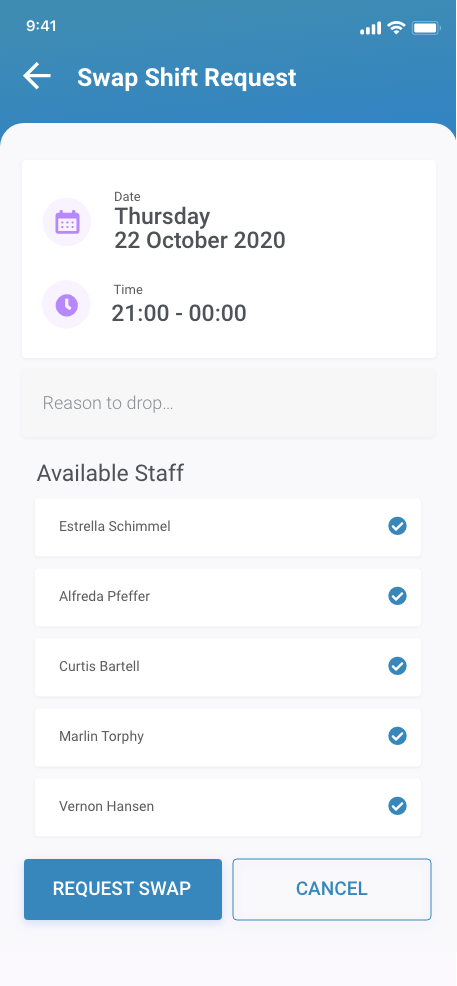 9:41
Swap Shift Request
Date
Thursday
22 October 2020
Time
21:00 - 00:00
Reason to drop...
Available Staff
Estrella Schimmel
Alfreda Pfeffer
Curtis Bartell
Marlin Torphy
Vernon Hansen
REQUEST SWAP
CANCEL